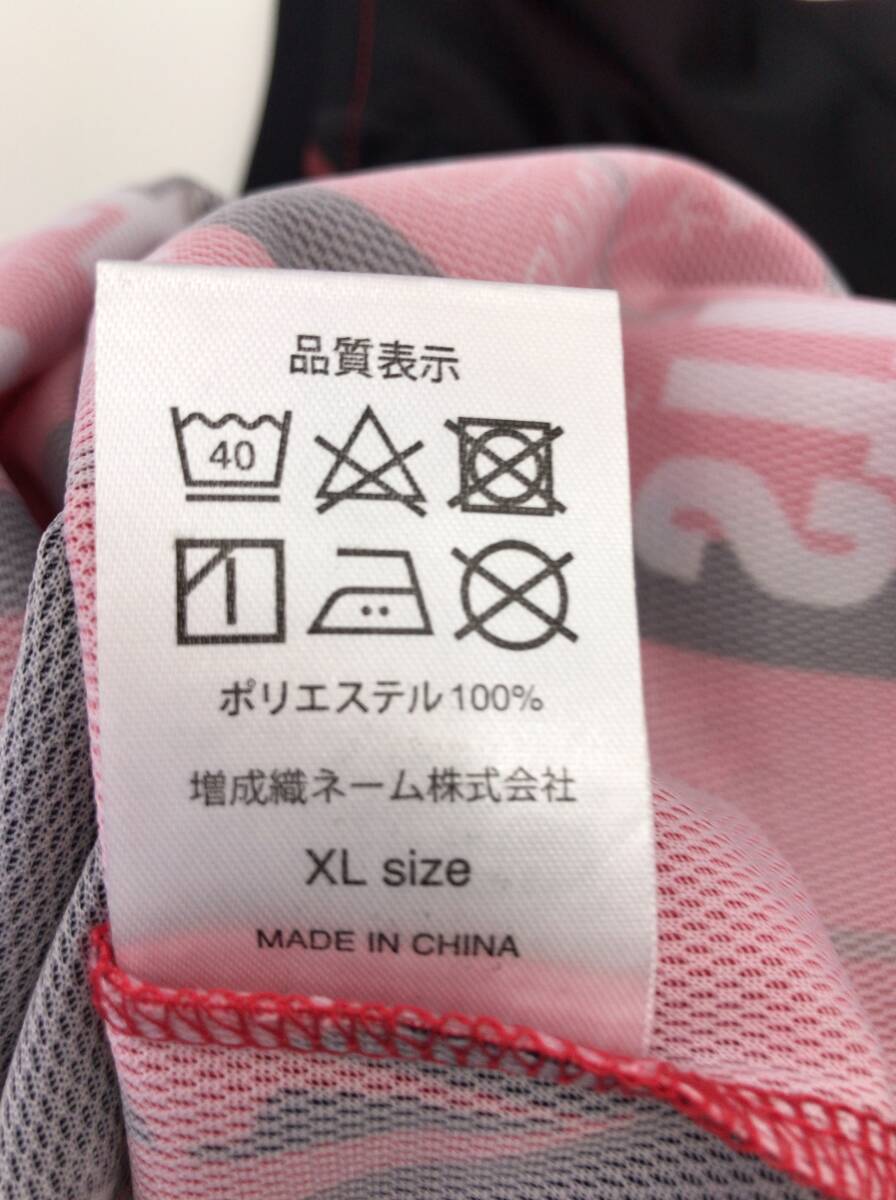 品質表示
40
ポリエステル100%
増成織ネーム株式会社
XL size
MADE IN CHINA